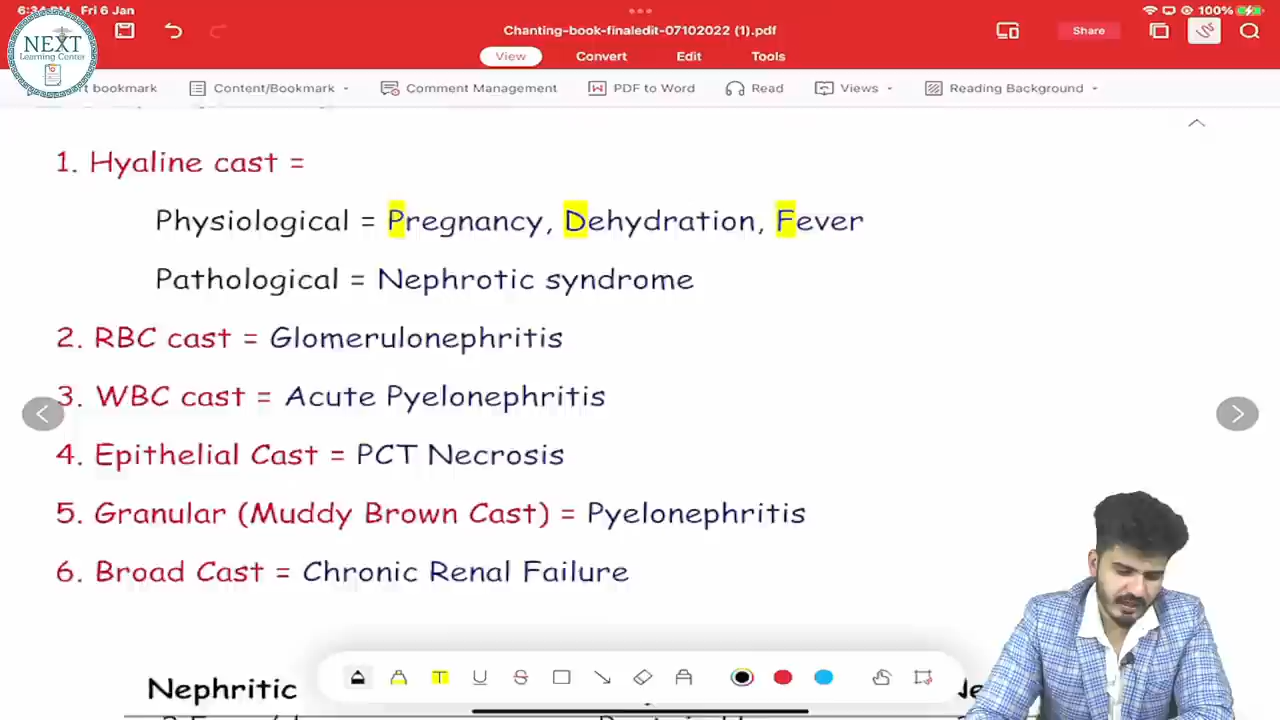 Fri 6 Jan
100%
NEXT
Learning Center
Chanting-book-finaledit-07102022 (1).pdf
Share
View Convert Edit Tools
bookmark Content/Bookmark Comment Management PDF to Word Read Views Reading Background
1. Hyaline cast =
Physiological = Pregnancy, Dehydration, Fever
Pathological = Nephrotic syndrome
2. RBC cast = Glomerulonephritis
3. WBC cast = Acute Pyelonephritis
4. Epithelial Cast = PCT Necrosis
5. Granular (Muddy Brown Cast) = Pyelonephritis
6. Broad Cast = Chronic Renal Failure
T U S
Nephritic